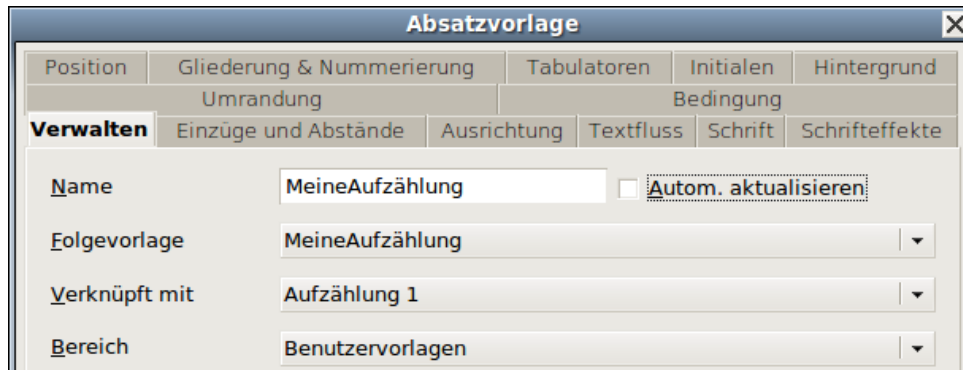 Absatzvorlage
Position Gliederung & Nummerierung Tabulatoren Initialen Hintergrund
Umrandung Bedingung
Verwalten Einzüge und Abstände Ausrichtung Textfluss Schrift Schrifteffekte
Name MeineAufzählung Autom. aktualisieren
Folgevorlage MeineAufzählung
Verknüpft mit Aufzählung 1
Bereich Benutzervorlagen